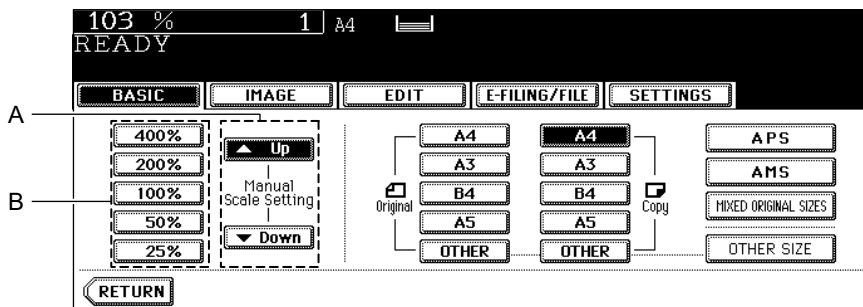 103 % 1 A4
READY
BASIC IMAGE EDIT E-FILING/FILE SETTINGS
A
B
400%
200%
100%
50%
25%
Up
Manual
Scale Setting
Down
Original
A4
A3
B4
A5
OTHER
A4
A3
B4
A5
OTHER
Copy
APS
AMS
MIXED ORIGINAL SIZES
OTHER SIZE
RETURN